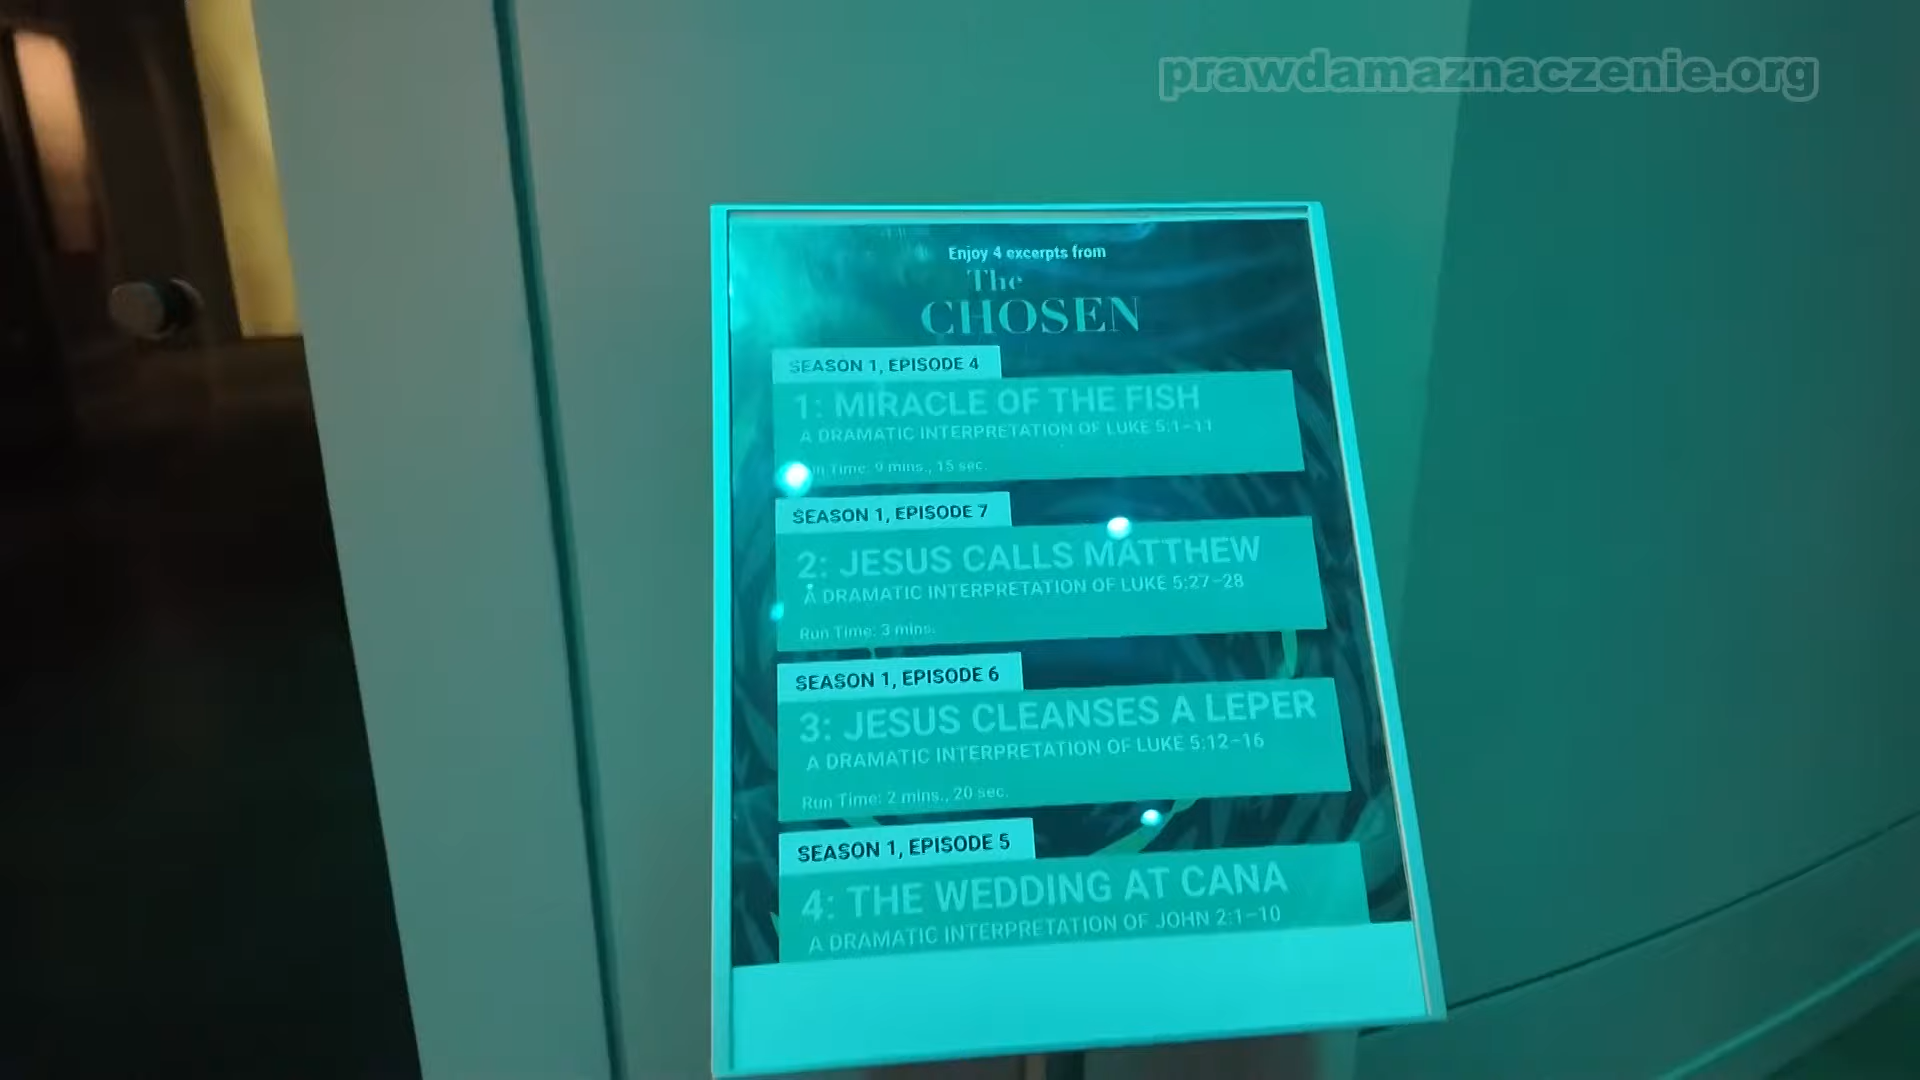 prawdamaznaczenie.org
Enjoy 4 excerpts from
The
CHOSEN
SEASON 1, EPISODE 4
1: MIRACLE OF THE FISH
A DRAMATIC INTERPRETATION OF LUKE 5:1–11
Run Time: 9 mins., 15 sec.
SEASON 1, EPISODE 7
2: JESUS CALLS MATTHEW
A DRAMATIC INTERPRETATION OF LUKE 5:27–28
Run Time: 3 mins.
SEASON 1, EPISODE 6
3: JESUS CLEANSES A LEPER
A DRAMATIC INTERPRETATION OF LUKE 5:12–16
Run Time: 2 mins., 20 sec.
SEASON 1, EPISODE 5
4: THE WEDDING AT CANA
A DRAMATIC INTERPRETATION OF JOHN 2:1–10